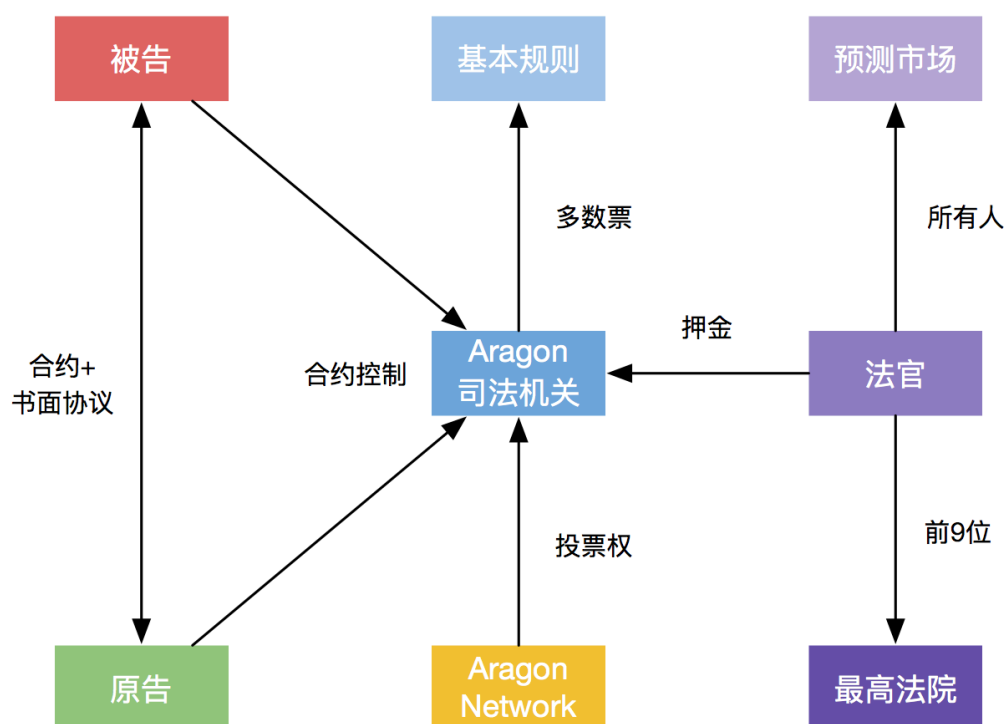 被告
基本规则
预测市场
多数票
所有人
押金
合约+
书面协议
合约控制
Aragon
司法机关
法官
投票权
前9位
原告
Aragon
Network
最高法院